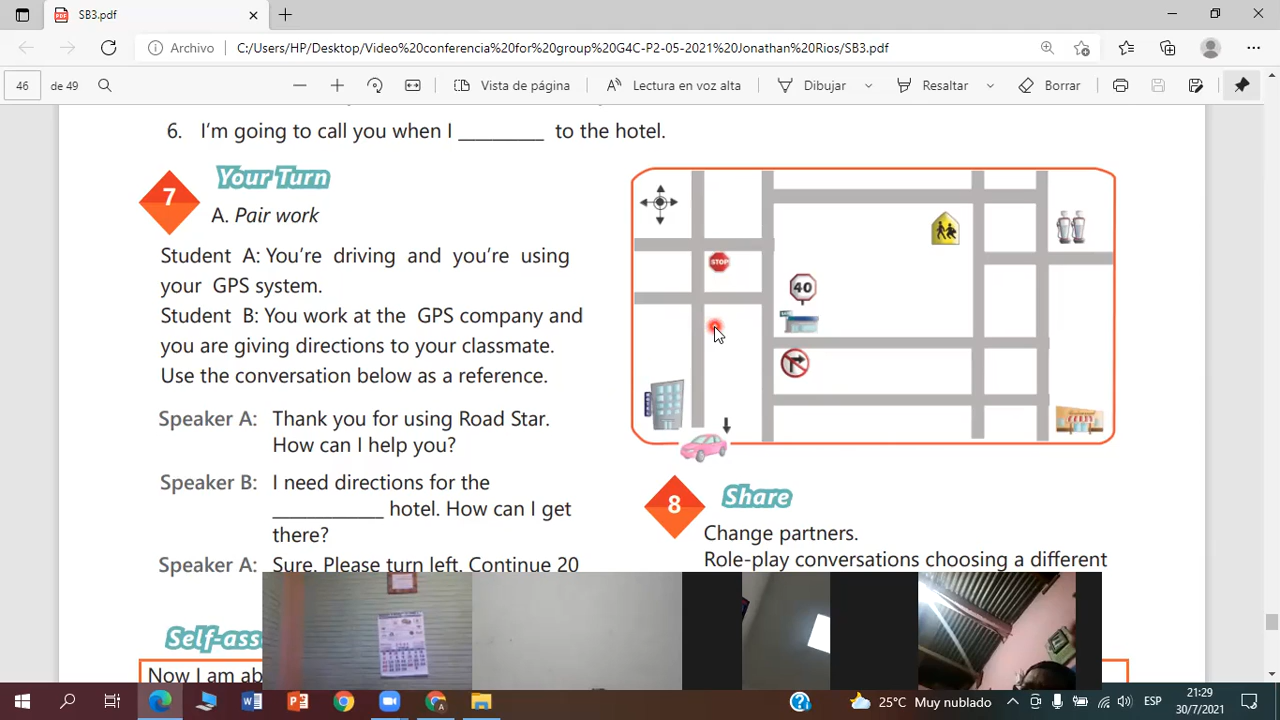 SB3.pdf
Archivo
C:/Users/HP/Desktop/Video%20conferencia%20for%20group%20G4C-P2-05-2021%20Jonathan%20Rios/SB3.pdf
46 de 49
Vista de página
Lectura en voz alta
Dibujar
Resaltar
Borrar
6. I'm going to call you when I _________ to the hotel.
7
Your Turn
A. Pair work
Student A: You're driving and you're using
your GPS system.
Student B: You work at the GPS company and
you are giving directions to your classmate.
Use the conversation below as a reference.
Speaker A: Thank you for using Road Star.
How can I help you?
Speaker B: I need directions for the
____________ hotel. How can I get
there?
Speaker A: Sure. Please turn left. Continue 20
STOP
40
8
Share
Change partners.
Role-play conversations choosing a different
Self-ass
Now I am ab
25°C Muy nublado
ESP
21:29
30/7/2021